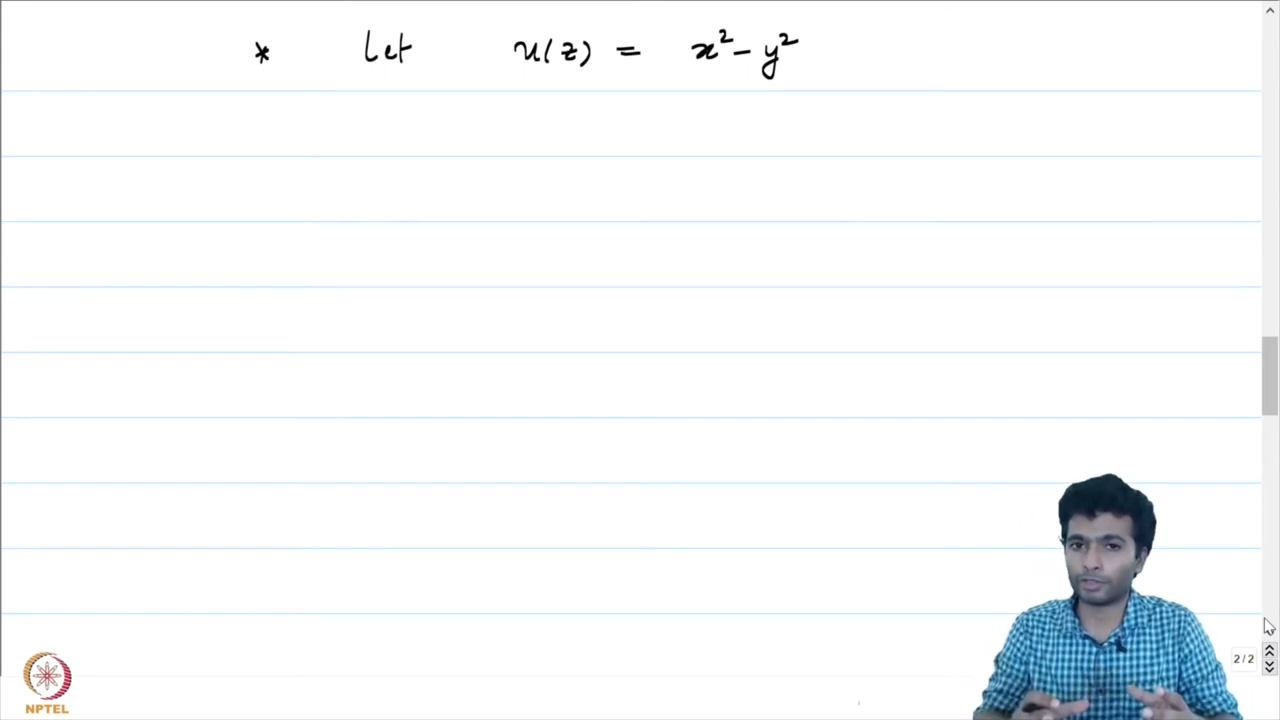 * Let u(z) = x² - y²
2 / 2
NPTEL